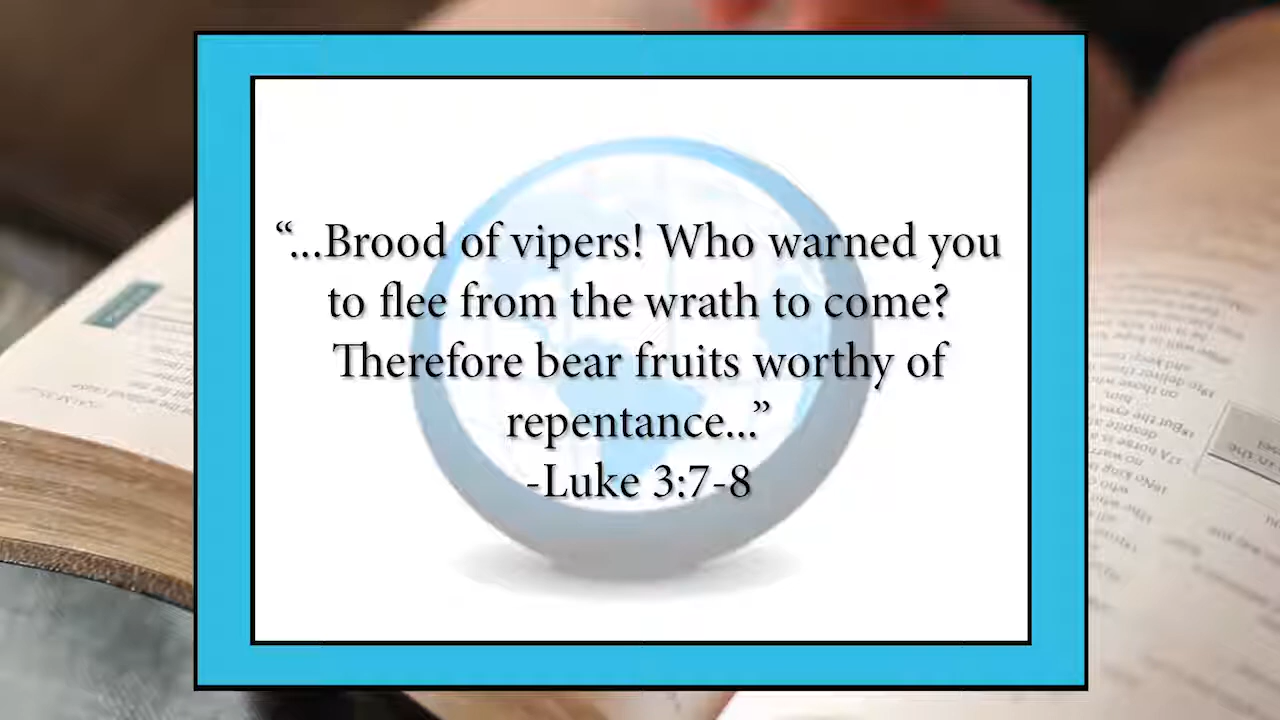 “...Brood of vipers! Who warned you
to flee from the wrath to come?
Therefore bear fruits worthy of
repentance...”
-Luke 3:7-8